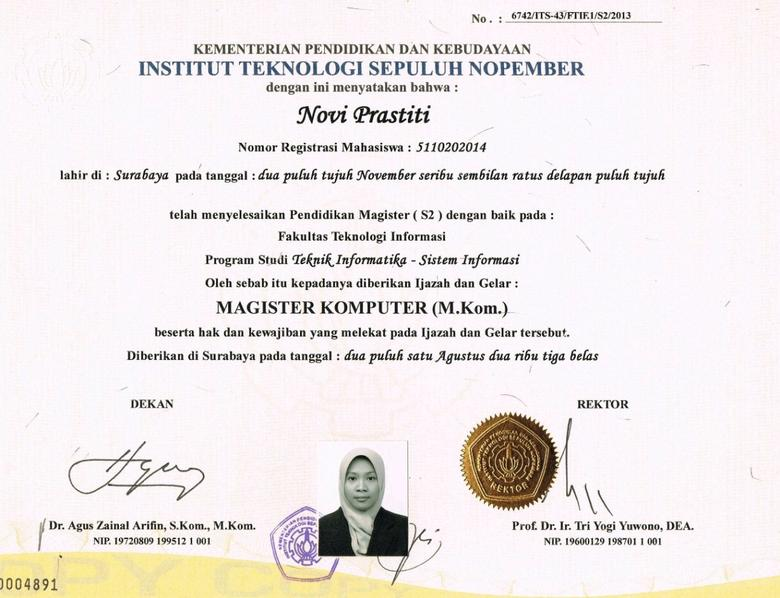 No. : 6742/ITS-43/FTIF.1/S2/2013
KEMENTERIAN PENDIDIKAN DAN KEBUDAYAAN
INSTITUT TEKNOLOGI SEPULUH NOPEMBER
dengan ini menyatakan bahwa :
Novi Prastiti
Nomor Registrasi Mahasiswa : 5110202014
lahir di : Surabaya pada tanggal : dua puluh tujuh November seribu sembilan ratus delapan puluh tujuh
telah menyelesaikan Pendidikan Magister ( S2 ) dengan baik pada :
Fakultas Teknologi Informasi
Program Studi Teknik Informatika - Sistem Informasi
Oleh sebab itu kepadanya diberikan Ijazah dan Gelar :
MAGISTER KOMPUTER (M.Kom.)
beserta hak dan kewajiban yang melekat pada Ijazah dan Gelar tersebut.
Diberikan di Surabaya pada tanggal : dua puluh satu Agustus dua ribu tiga belas
DEKAN
REKTOR
REKTOR
Dr. Agus Zainal Arifin, S.Kom., M.Kom.
NIP. 19720809 199512 1 001
Prof. Dr. Ir. Tri Yogi Yuwono, DEA.
NIP. 19600129 198701 1 001
0004891
COPY